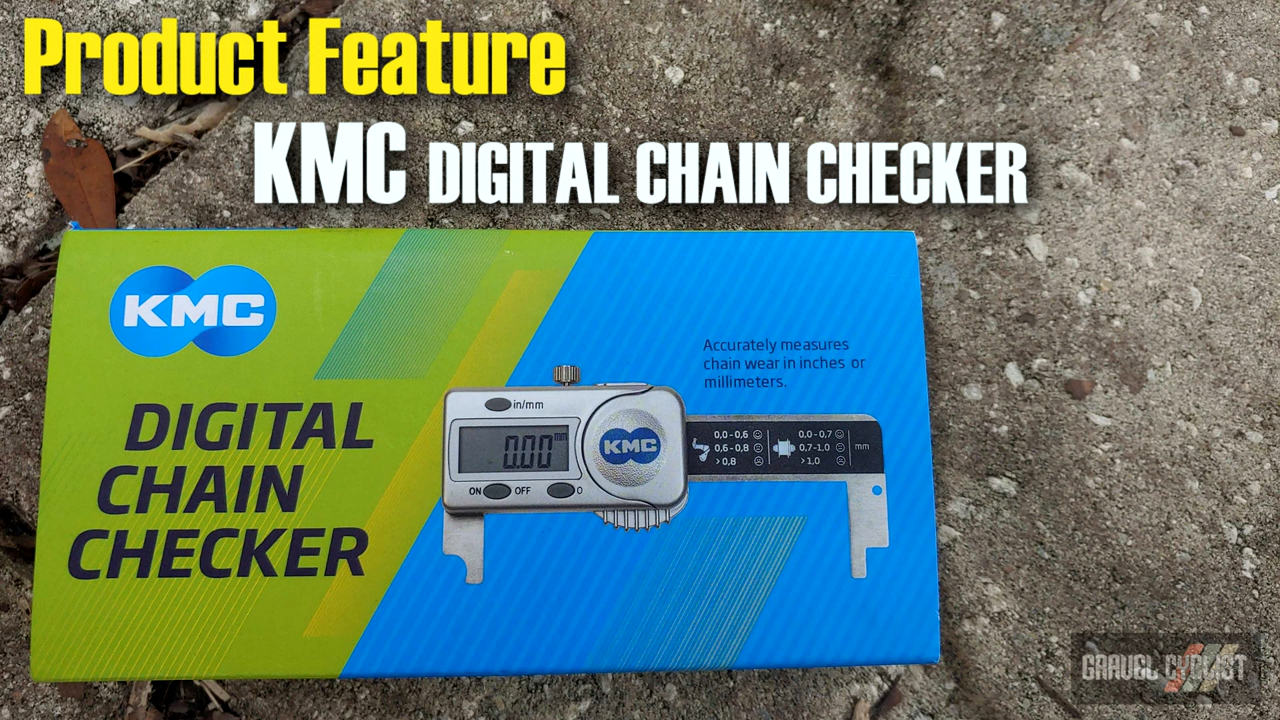 Product Feature
KMC DIGITAL CHAIN CHECKER
KMC
DIGITAL
CHAIN
CHECKER
Accurately measures
chain wear in inches or
millimeters.
in/mm
0.00 mm
KMC
ON OFF 0
0,0-0,6
0,6-0,8
>0,8
0,0-0,7
0,7-1,0
>1,0
mm
GRAVEL CYCLIST